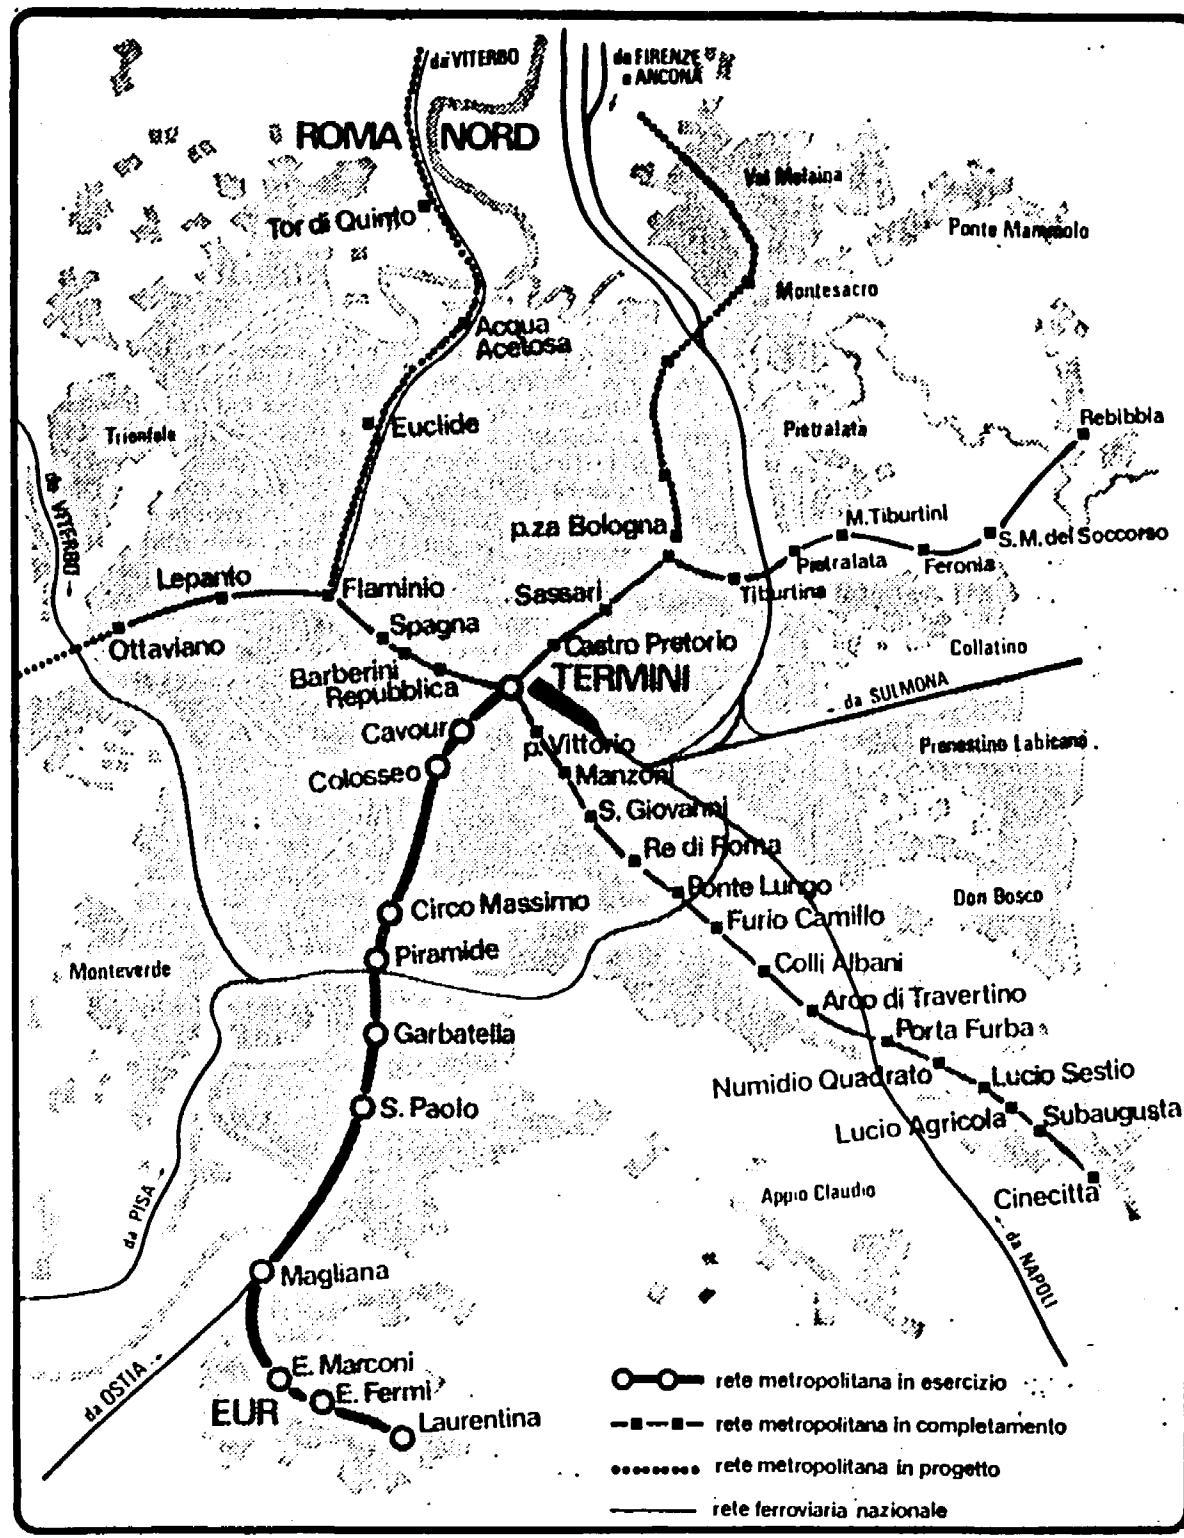 da VITERBO
da FIRENZE
e ANCONA
ROMA NORD
Val Melaina
Tor di Quinto
Ponte Mammolo
Montesacro
Acqua
Acetosa
Rebibbia
Trionfale
Euclide
Pietralata
da VITERBO
p.za Bologna
M. Tiburtini
S.M. del Soccorso
Pietralata
Feronia
Lepanto
Flaminio
Sassari
Tiburtina
Spagna
Ottaviano
Castro Pretorio
Collatino
Barberini
Repubblica
TERMINI
da SULMONA
Cavour
p. Vittorio
Prenestino Labicano
Colosseo
Manzoni
S. Giovanni
Re di Roma
Ponte Lungo
Don Bosco
Circo Massimo
Furio Camillo
Piramide
Monteverde
Colli Albani
Arco di Travertino
Garbatella
Porta Furba
Numidio Quadrato
Lucio Sestio
S. Paolo
Lucio Agricola
Subaugusta
da PISA
Appio Claudio
Cinecitta
da NAPOLI
Magliana
E. Marconi
da OSTIA
E. Fermi
EUR
Laurentina
rete metropolitana in esercizio
rete metropolitana in completamento
rete metropolitana in progetto
rete ferroviaria nazionale